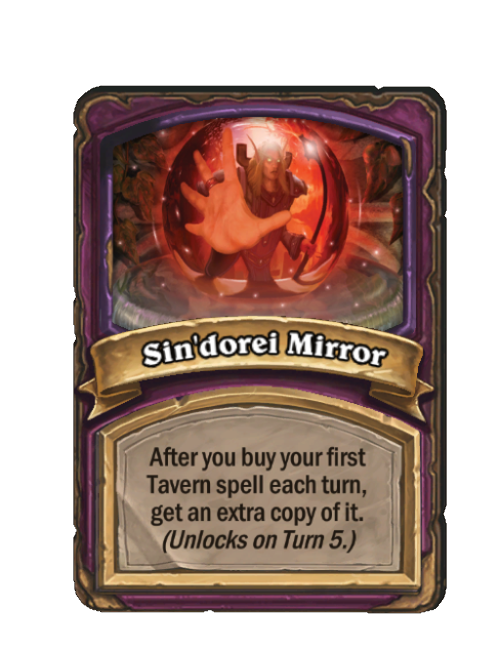 Sin'dorei Mirror
After you buy your first
Tavern spell each turn,
get an extra copy of it.
(Unlocks on Turn 5.)